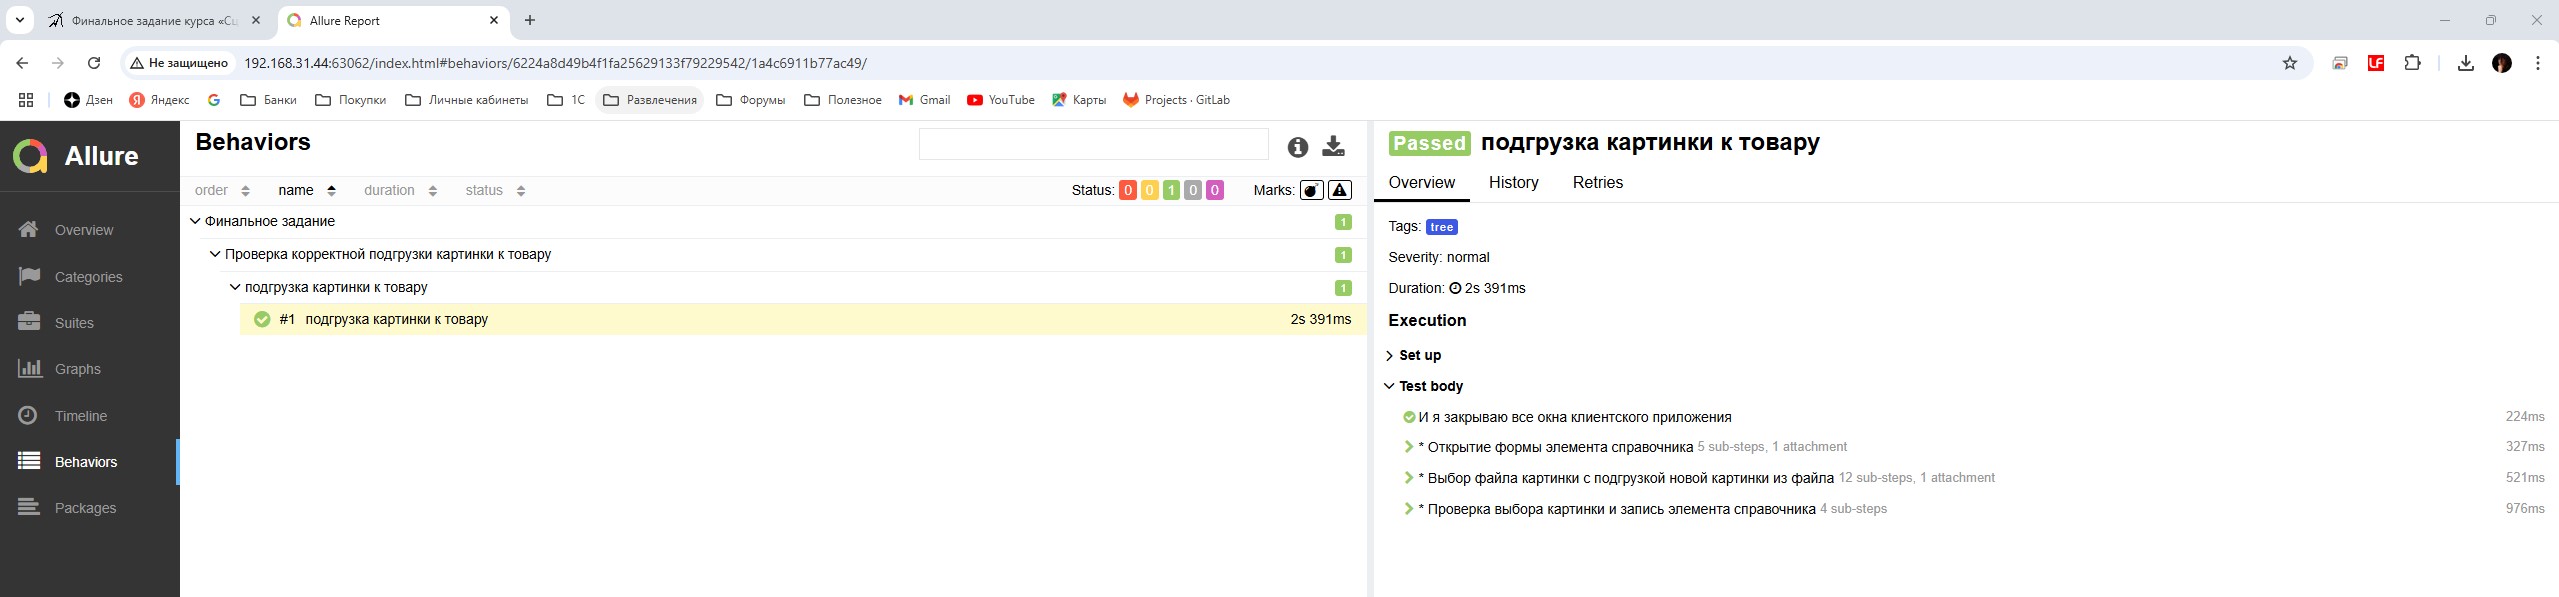 Финальное задание курса «Сц
Allure Report
Не защищено
192.168.31.44:63062/index.html#behaviors/6224a8d49b4f1fa25629133f79229542/1a4c6911b77ac49/
Дзен
Яндекс
Банки
Покупки
Личные кабинеты
1С
Развлечения
Форумы
Полезное
Gmail
YouTube
Карты
Projects · GitLab
Allure
Overview
Categories
Suites
Graphs
Timeline
Behaviors
Packages
Behaviors
order name duration status Status: 0 0 1 0 0 Marks:
Финальное задание 1
Проверка корректной подгрузки картинки к товару 1
подгрузка картинки к товару 1
#1 подгрузка картинки к товару 2s 391ms
Passed подгрузка картинки к товару
Overview History Retries
Tags: tree
Severity: normal
Duration: 2s 391ms
Execution
Set up
Test body
И я закрываю все окна клиентского приложения 224ms
* Открытие формы элемента справочника 5 sub-steps, 1 attachment 327ms
* Выбор файла картинки с подгрузкой новой картинки из файла 12 sub-steps, 1 attachment 521ms
* Проверка выбора картинки и запись элемента справочника 4 sub-steps 976ms